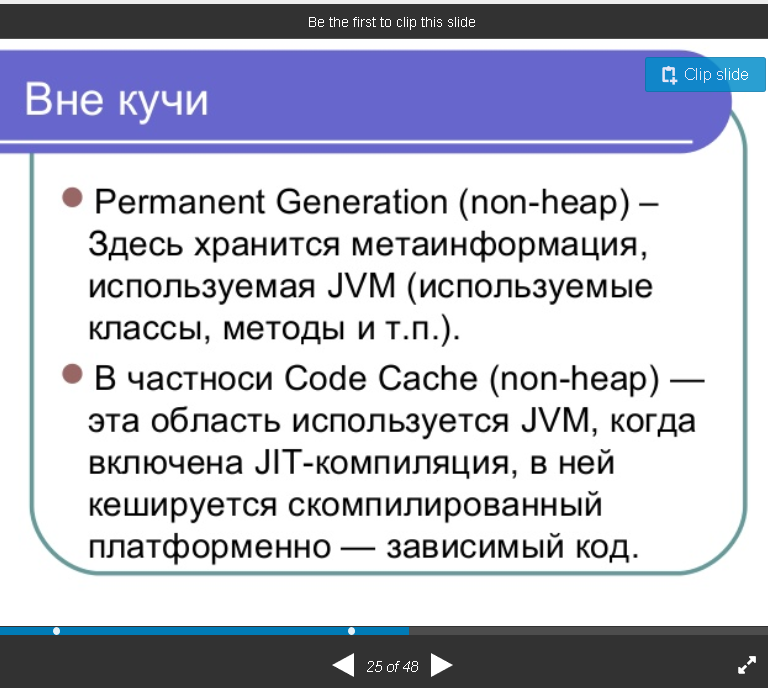 Be the first to clip this slide
Clip slide
Вне кучи
Permanent Generation (non-heap) –
Здесь хранится метаинформация,
используемая JVM (используемые
классы, методы и т.п.).
В частноси Code Cache (non-heap) —
эта область используется JVM, когда
включена JIT-компиляция, в ней
кешируется скомпилированный
платформенно — зависимый код.
25 of 48